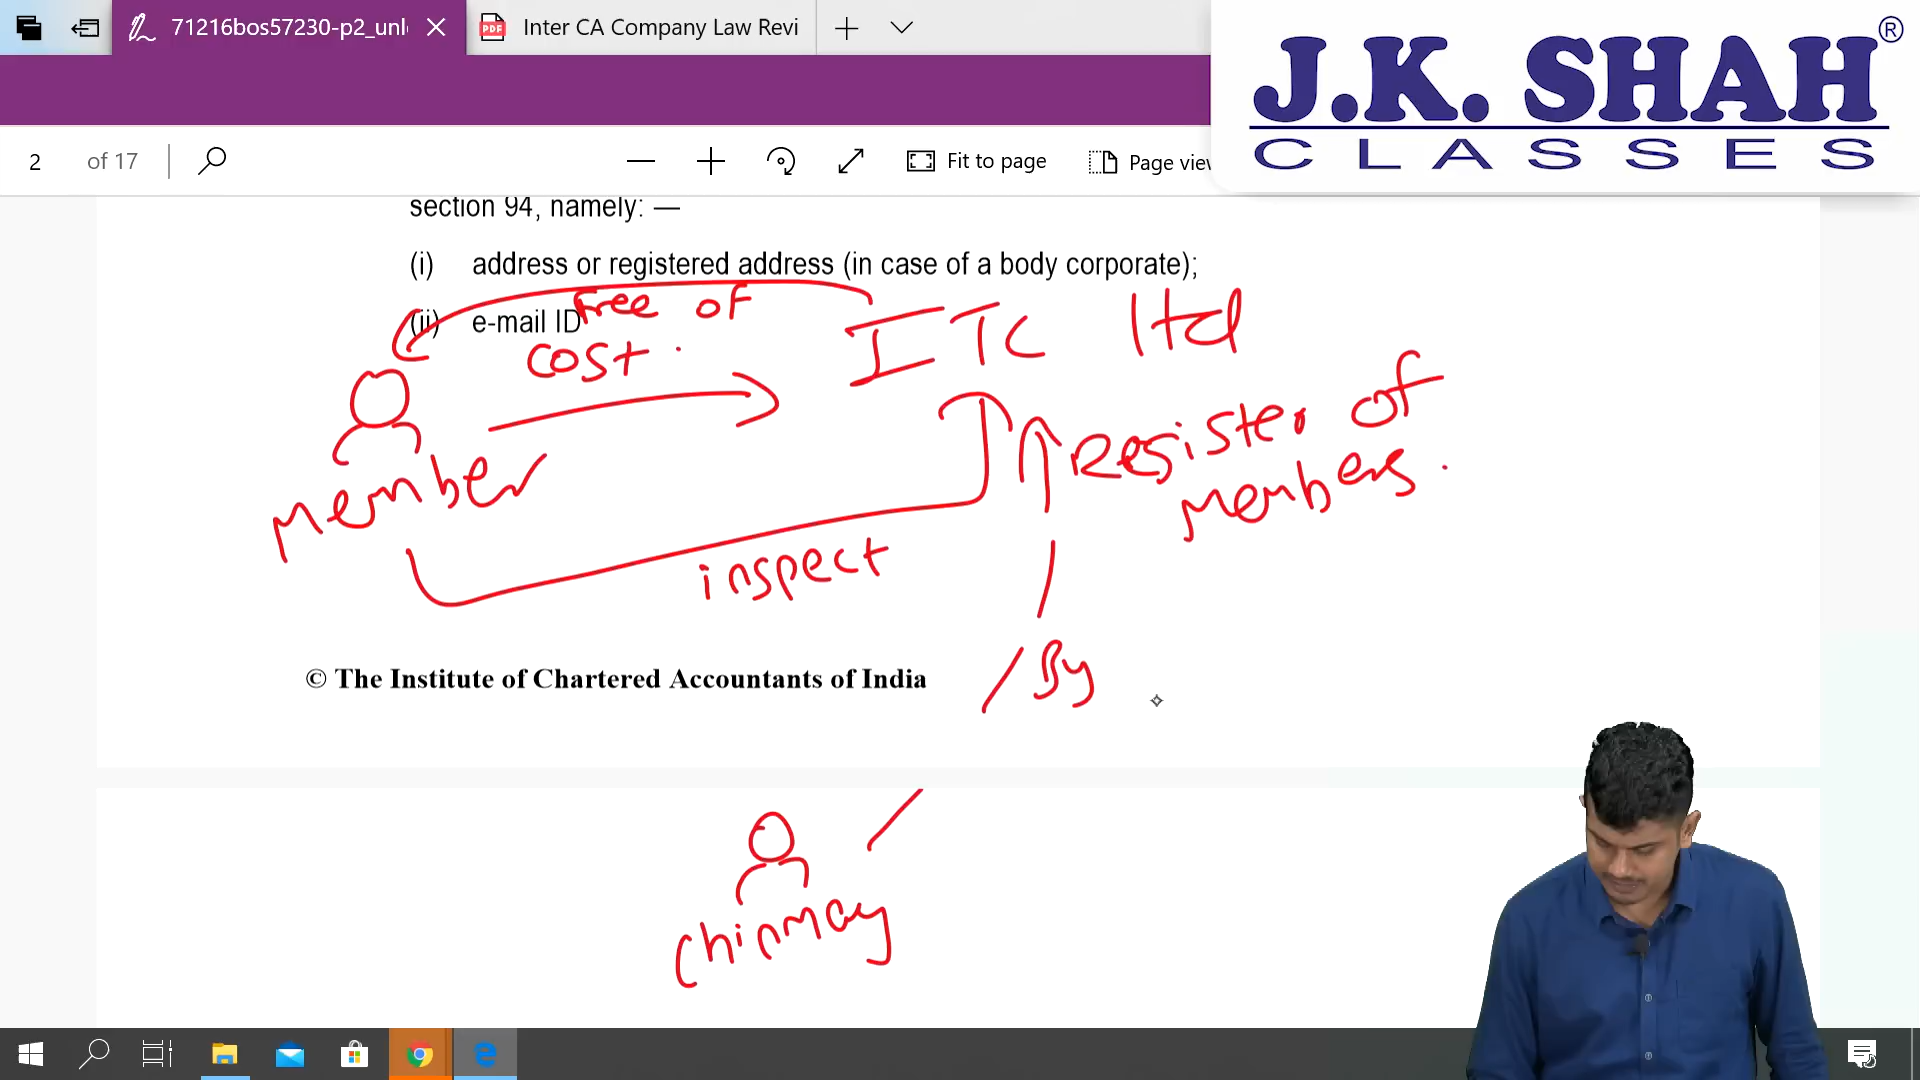 71216bos57230-p2_unl
Inter CA Company Law Revi
J.K. SHAH®
CLASSES
2 of 17
Fit to page
Page view
section 94, namely: —
(i) address or registered address (in case of a body corporate);
(ii) e-mail ID
Free of
cost.
ITC ltd
Register of
members.
member
inspect
© The Institute of Chartered Accountants of India
By
Chinmay